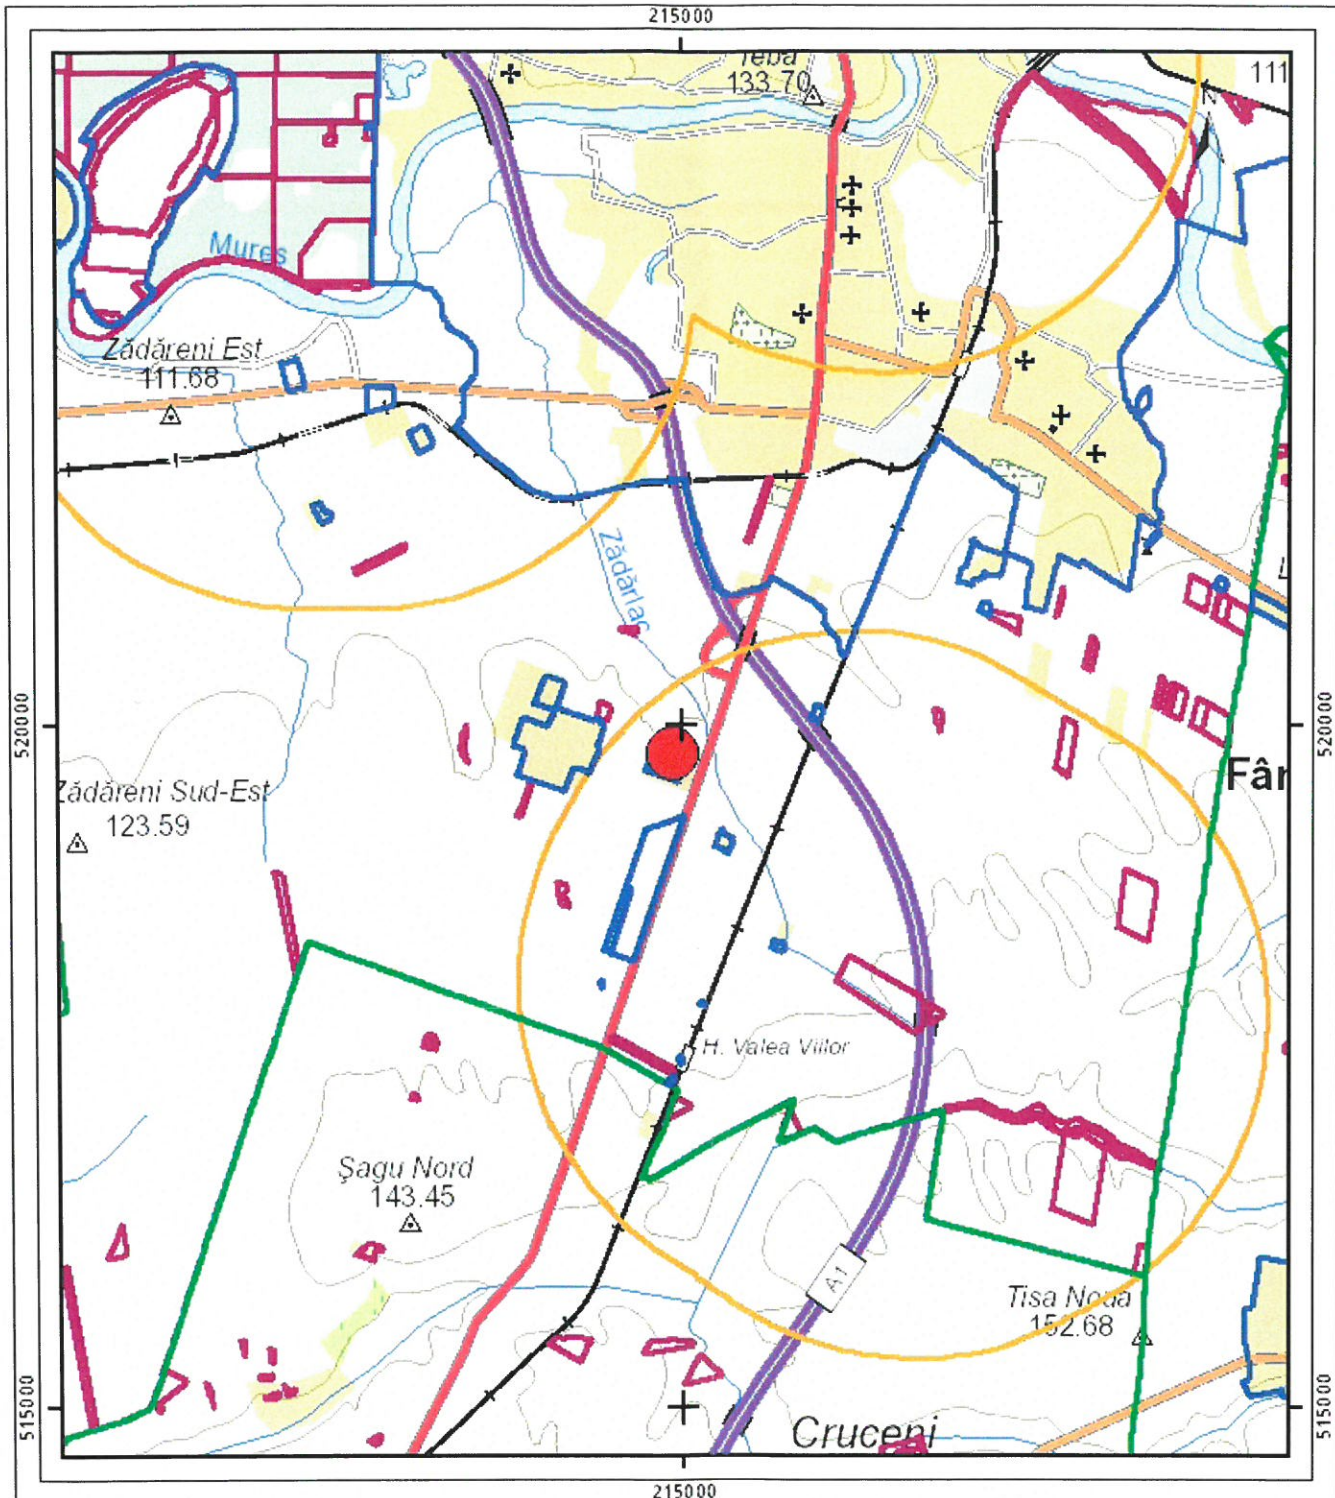 215000
Teba
133.70
111
N
Mureș
Zădăreni Est
111.68
Zădărlac
520000
520000
Fân
Zădăreni Sud-Est
123.59
H. Valea Viilor
Șagu Nord
143.45
A1
Tisa Nouă
152.68
515000
515000
Cruceni
215000